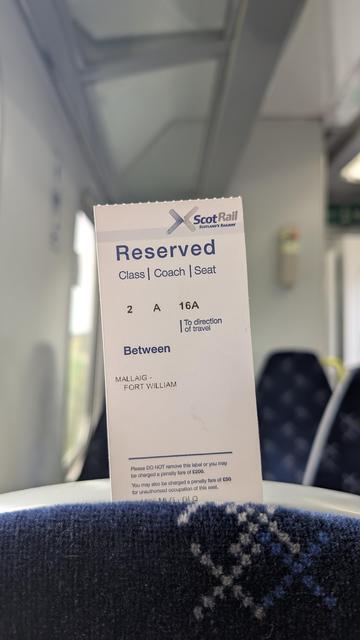 ScotRail
SCOTLAND'S RAILWAY
Reserved
Class | Coach | Seat
2 A 16A
To direction
of travel
Between
MALLAIG -
FORT WILLIAM
Please DO NOT remove this label or you may
be charged a penalty fare of £200.
You may also be charged a penalty fare of £50
for unauthorised occupation of this seat.